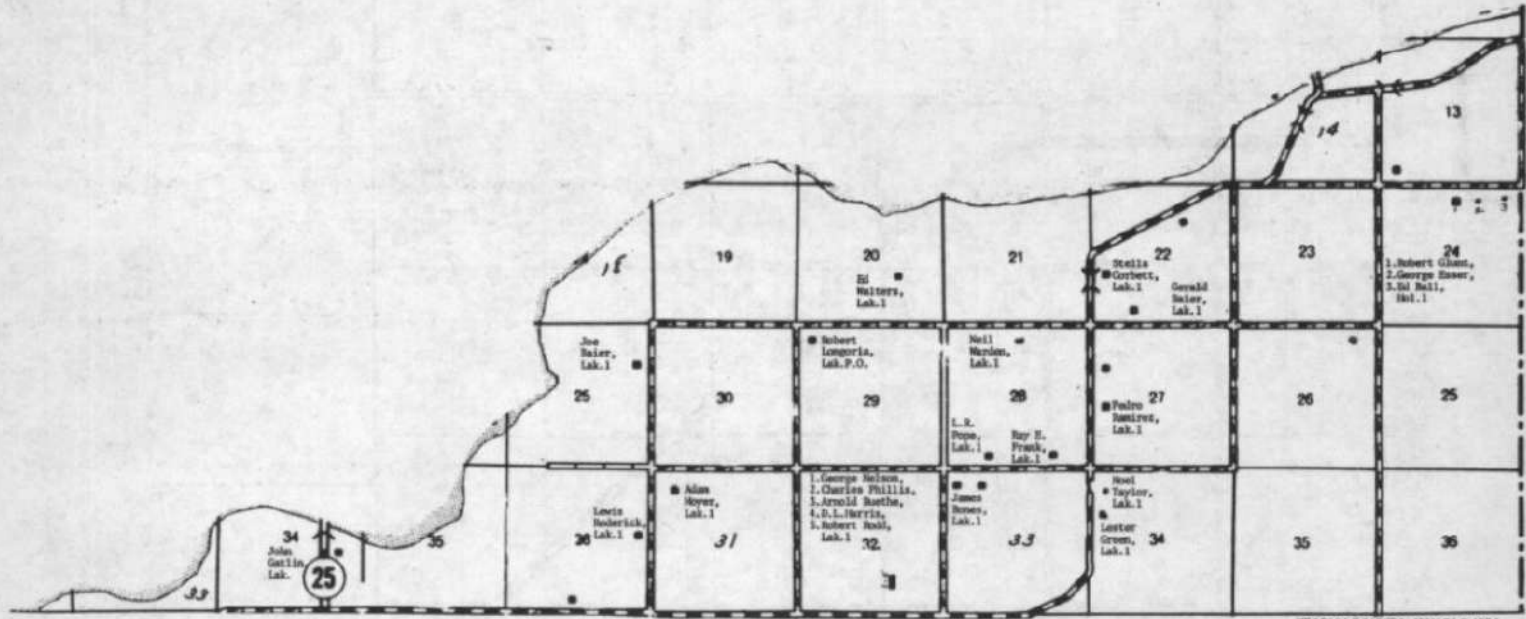 13
14
19
20
21
22
23
24
18
Ed
Walters,
Lak.1
Stella
Corbett,
Lak.1
Gerald
Baier,
Lak.1
1.Robert Glunt,
2.George Esser,
3.Ed Ball,
Hol.1
Joe
Baier,
Lak.1
Robert
Longoria,
Lak.P.O.
Neil
Warden,
Lak.1
25
30
29
28
27
26
25
L.R.
Pope,
Lak.1
Ray E.
Frank,
Lak.1
Pedro
Ramirez,
Lak.1
34
John
Gatlin,
Lak.
25
33
35
36
Lewis
Roderick,
Lak.1
Adam
Moyer,
Lak.1
31
1.George Nelson,
2.Charles Phillis,
3.Arnold Buethe,
4.D.L.Harris,
5.Robert Rodd,
Lak.1
32
James
Bones,
Lak.1
33
Noel
Taylor,
Lak.1
Lester
Green,
Lak.1
34
35
36